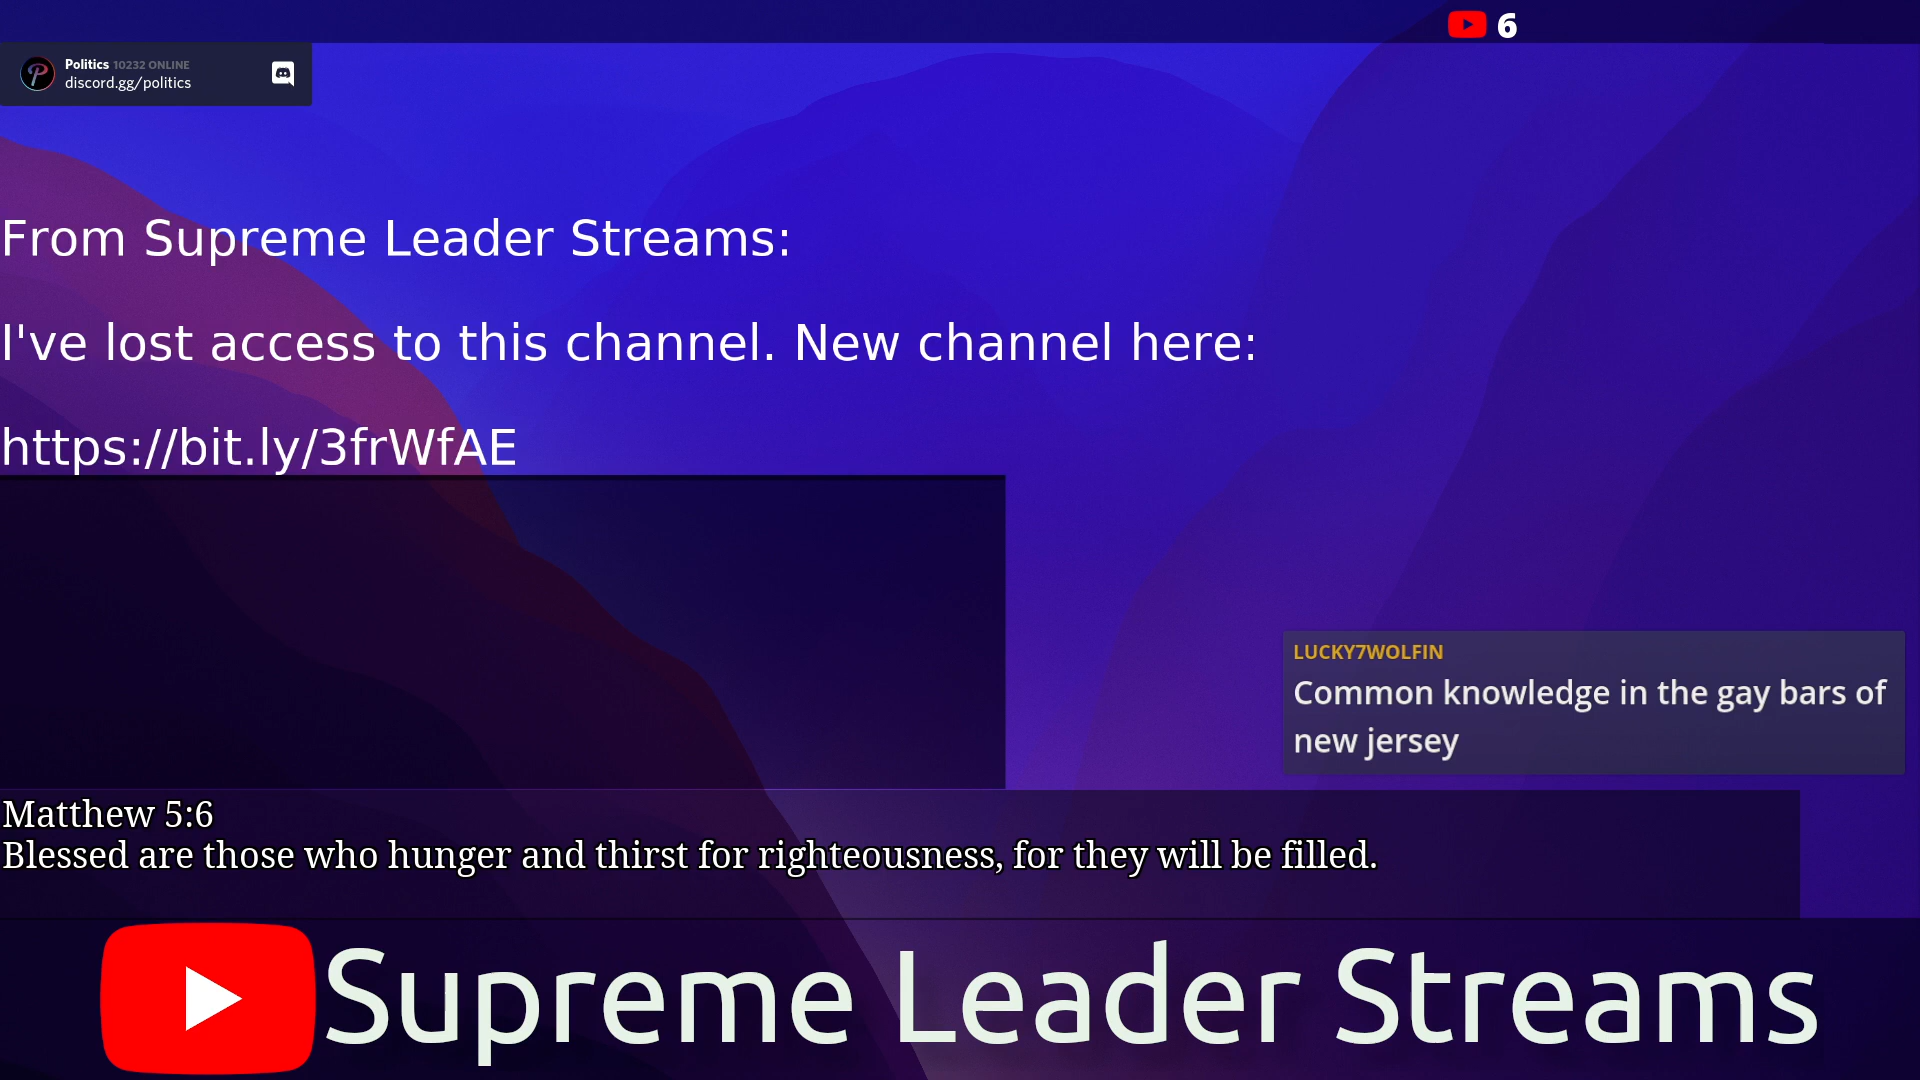 6
Politics 10232 ONLINE
discord.gg/politics
From Supreme Leader Streams:
I've lost access to this channel. New channel here:
https://bit.ly/3frWfAE
LUCKY7WOLFIN
Common knowledge in the gay bars of
new jersey
Matthew 5:6
Blessed are those who hunger and thirst for righteousness, for they will be filled.
Supreme Leader Streams